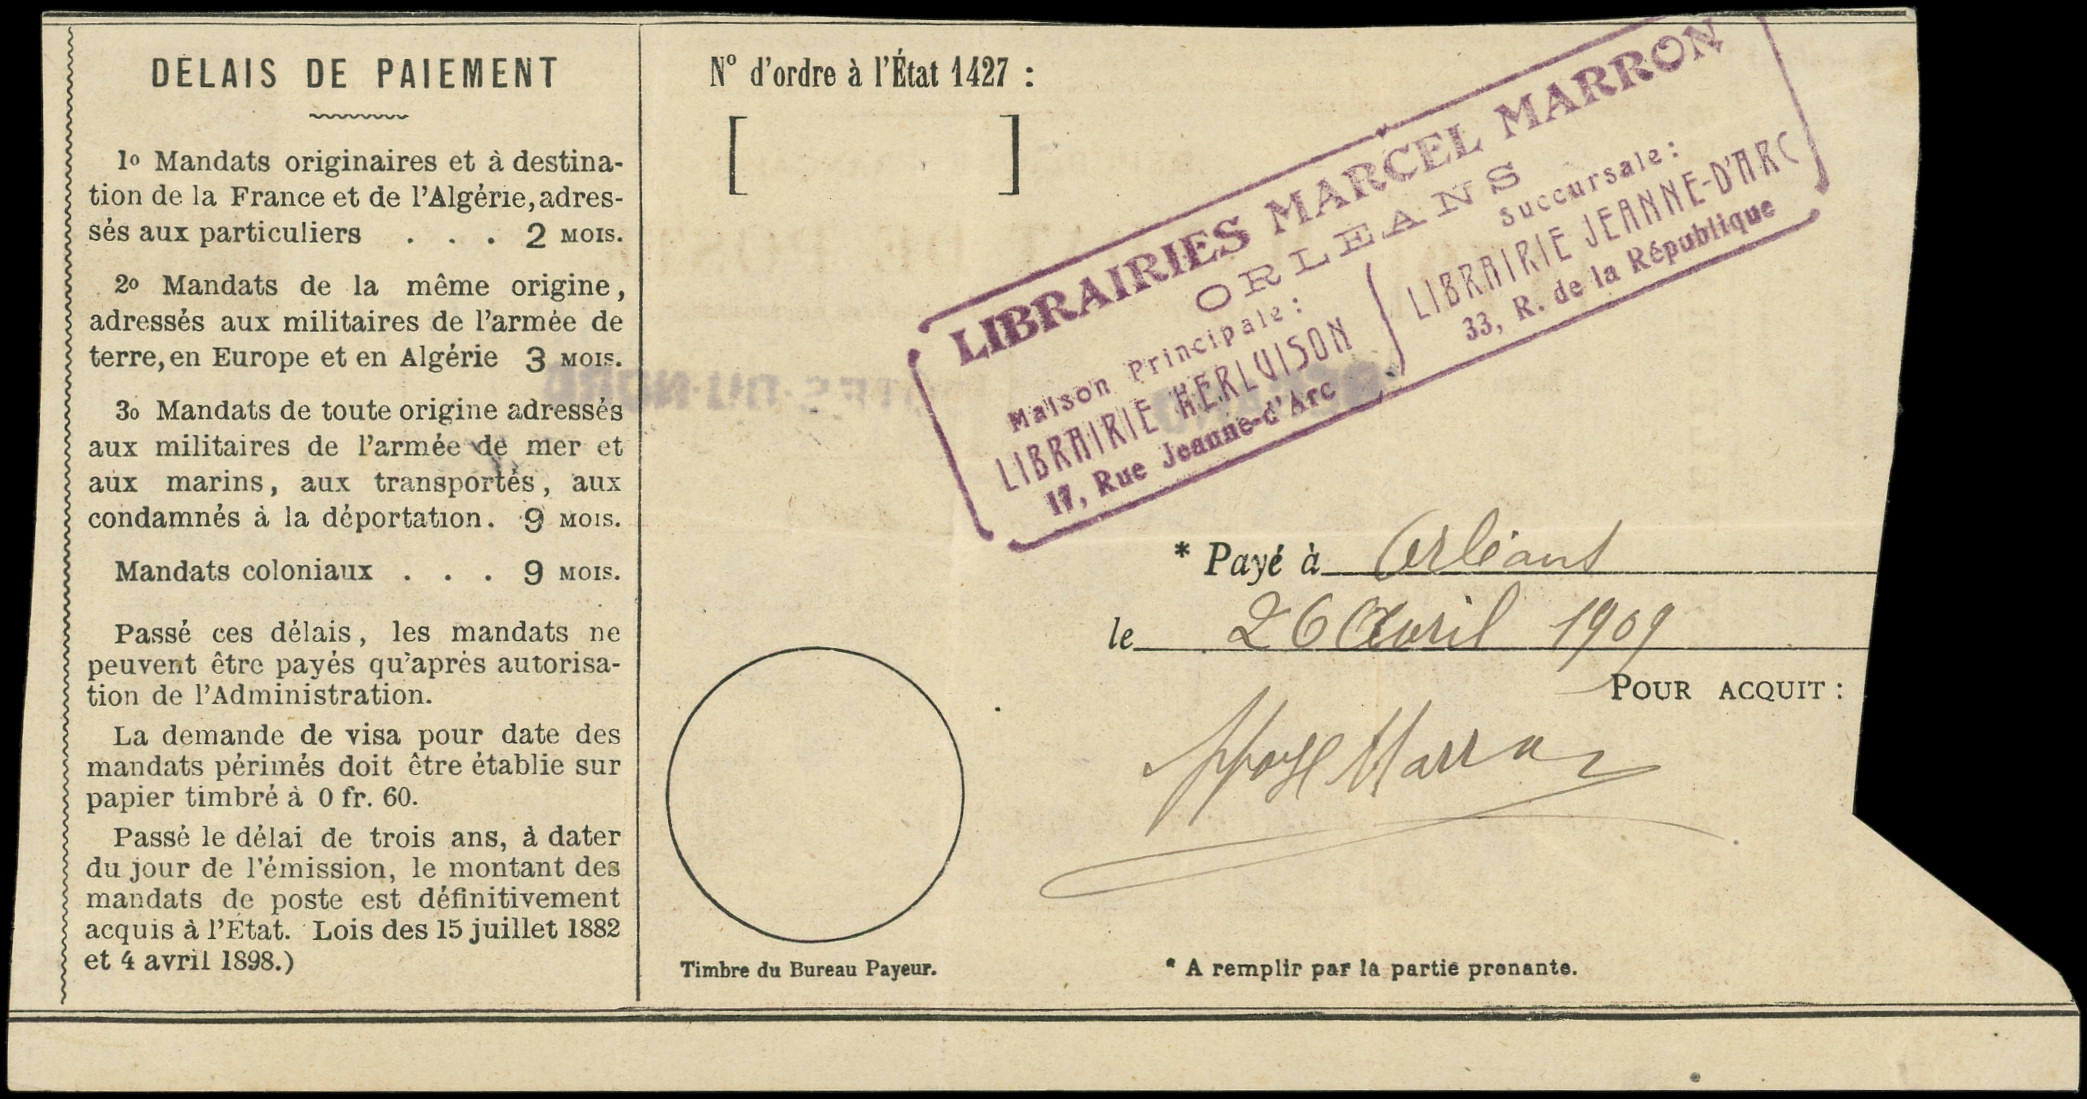 DÉLAIS DE PAIEMENT
1o Mandats originaires et à destina-
tion de la France et de l'Algérie, adres-
sés aux particuliers . . . 2 MOIS.
2o Mandats de la même origine,
adressés aux militaires de l'armée de
terre, en Europe et en Algérie 3 MOIS.
3o Mandats de toute origine adressés
aux militaires de l'armée de mer et
aux marins, aux transportés, aux
condamnés à la déportation. 9 MOIS.
Mandats coloniaux . . . 9 MOIS.
Passé ces délais, les mandats ne
peuvent être payés qu'après autorisa-
tion de l'Administration.
La demande de visa pour date des
mandats périmés doit être établie sur
papier timbré à 0 fr. 60.
Passé le délai de trois ans, à dater
du jour de l'émission, le montant des
mandats de poste est définitivement
acquis à l'État. Lois des 15 juillet 1882
et 4 avril 1898.)
N° d'ordre à l'État 1427 :
[ ]
LIBRAIRIES MARCEL MARRON
ORLEANS
Maison Principale:
LIBRAIRIE HERLUISON
17, Rue Jeanne-d'Arc
Succursale:
LIBRAIRIE JEANNE-D'ARC
33, R. de la République
* Payé à Orléans
le 26 Avril 1909
POUR ACQUIT :
Marron
Timbre du Bureau Payeur.
* A remplir par la partie prenante.